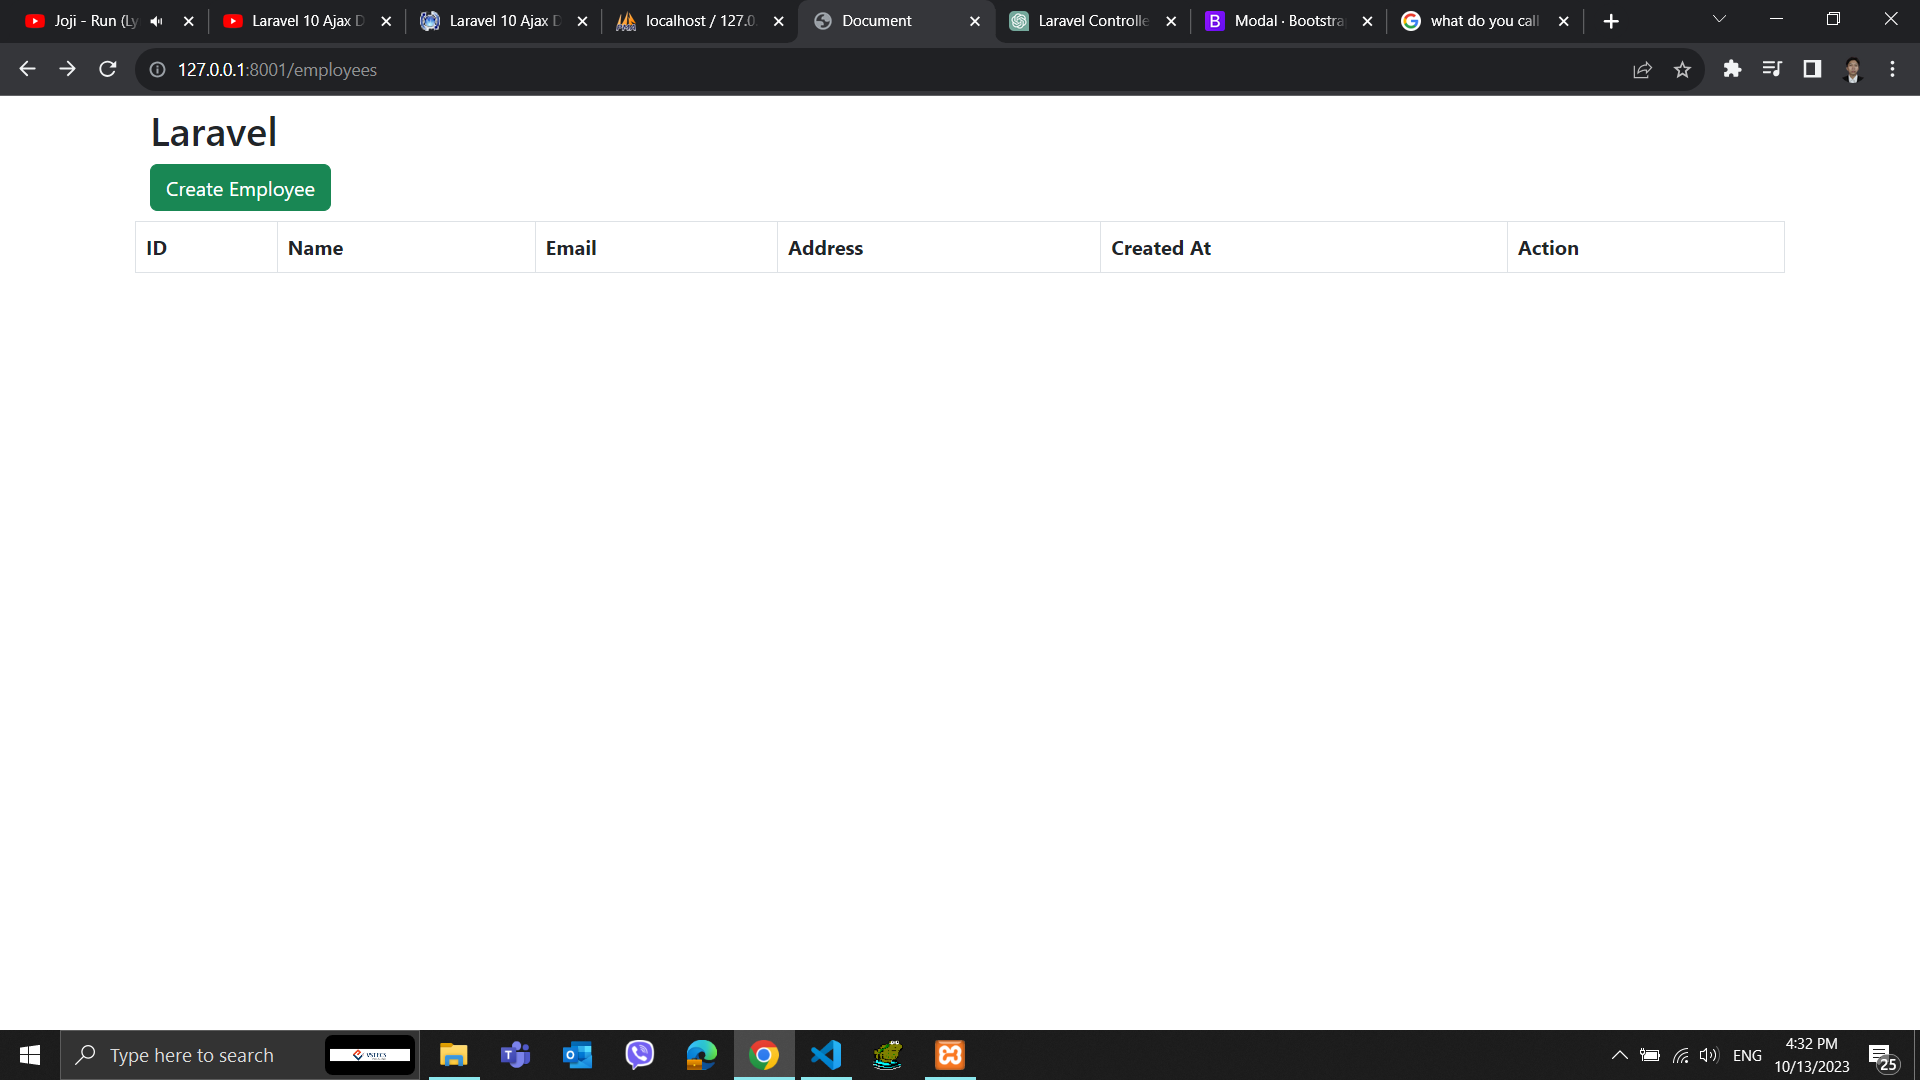 Joji - Run (Ly
Laravel 10 Ajax D
Laravel 10 Ajax D
localhost / 127.0.
Document
Laravel Controlle
Modal · Bootstra
what do you call
127.0.0.1:8001/employees
Laravel
Create Employee
ID Name Email Address Created At Action
Type here to search
ENG
4:32 PM
10/13/2023
25